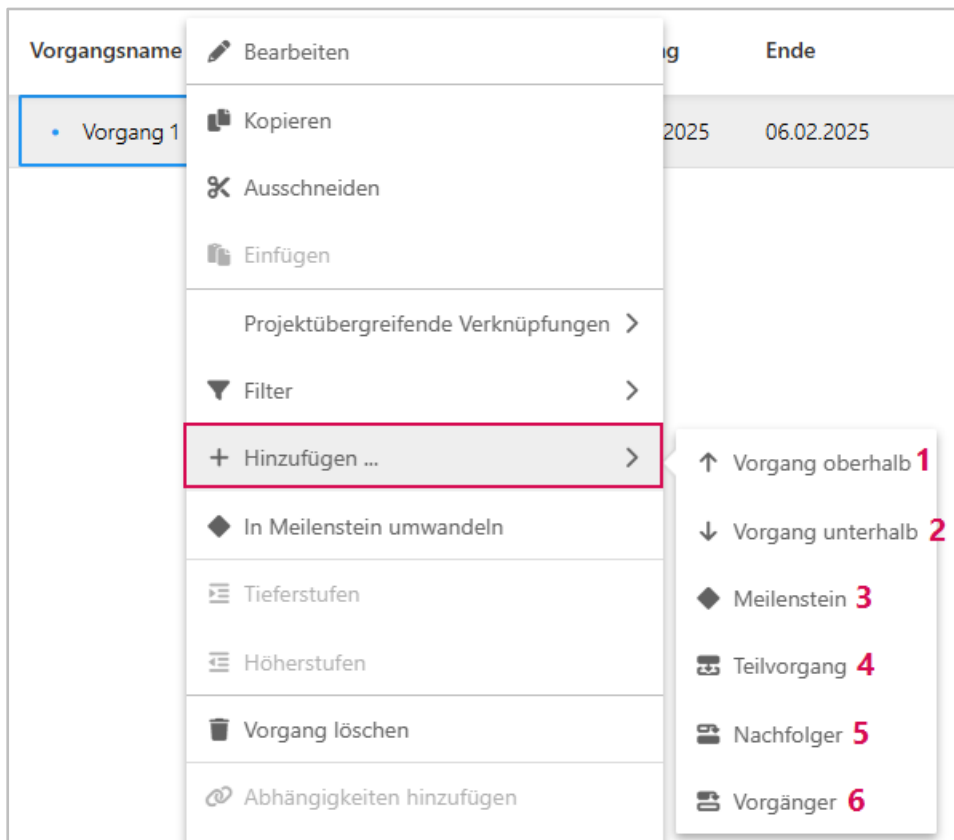 Vorgangsname
g
Ende
Vorgang 1
2025
06.02.2025
Bearbeiten
Kopieren
Ausschneiden
Einfügen
Projektübergreifende Verknüpfungen
Filter
Hinzufügen ...
In Meilenstein umwandeln
Tieferstufen
Höherstufen
Vorgang löschen
Abhängigkeiten hinzufügen
Vorgang oberhalb 1
Vorgang unterhalb 2
Meilenstein 3
Teilvorgang 4
Nachfolger 5
Vorgänger 6